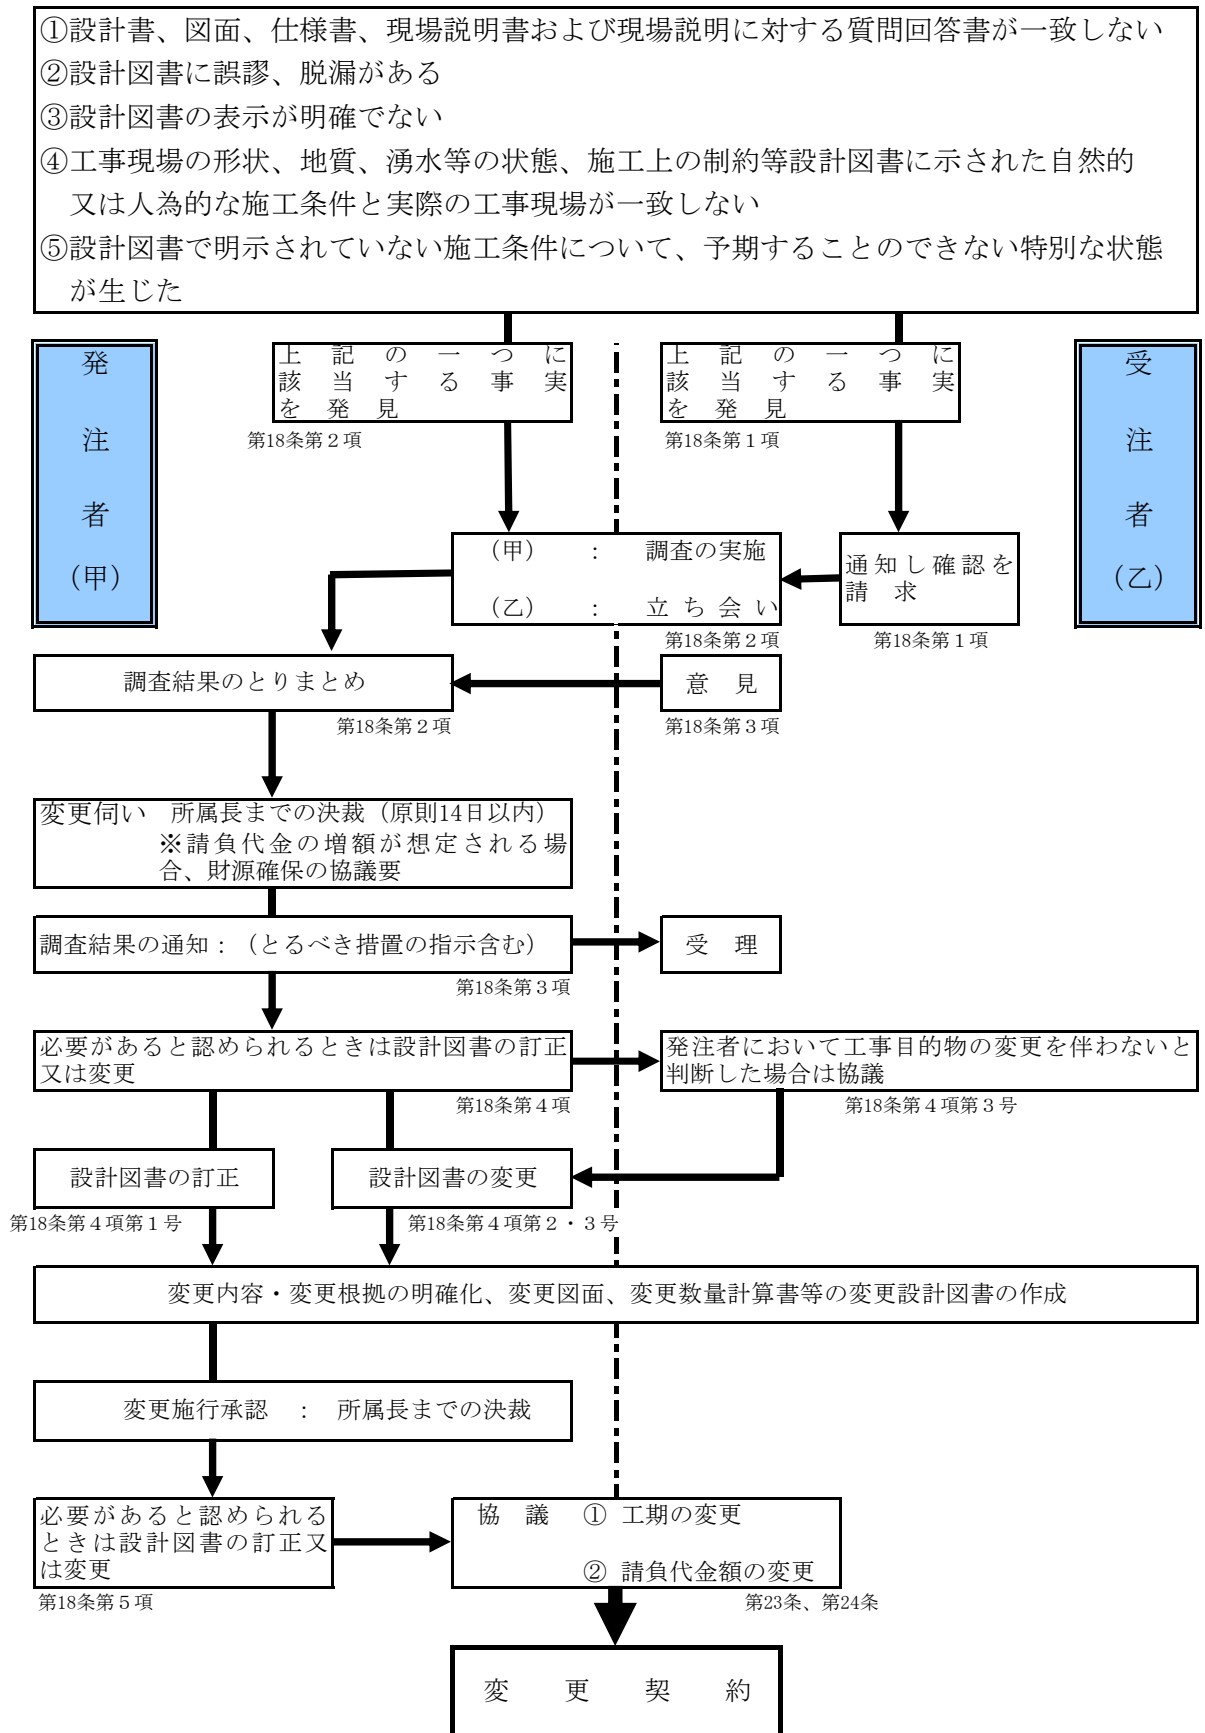 ①設計書、図面、仕様書、現場説明書および現場説明に対する質問回答書が一致しない
②設計図書に誤謬、脱漏がある
③設計図書の表示が明確でない
④工事現場の形状、地質、湧水等の状態、施工上の制約等設計図書に示された自然的
又は人為的な施工条件と実際の工事現場が一致しない
⑤設計図書で明示されていない施工条件について、予期することのできない特別な状態
が生じた
発注者(甲)
上記の一つに
該当する事実
を発見
第18条第2項
上記の一つに
該当する事実
を発見
第18条第1項
受注者(乙)
(甲) : 調査の実施
(乙) : 立ち会い
第18条第2項
通知し確認を
請 求
第18条第1項
調査結果のとりまとめ
第18条第2項
意 見
第18条第3項
変更伺い 所属長までの決裁(原則14日以内)
※請負代金の増額が想定される場
合、財源確保の協議要
調査結果の通知:(とるべき措置の指示含む)
第18条第3項
受 理
必要があると認められるときは設計図書の訂正
又は変更
第18条第4項
発注者において工事目的物の変更を伴わないと
判断した場合は協議
第18条第4項第3号
設計図書の訂正
第18条第4項第1号
設計図書の変更
第18条第4項第2・3号
変更内容・変更根拠の明確化、変更図面、変更数量計算書等の変更設計図書の作成
変更施行承認 : 所属長までの決裁
必要があると認められる
ときは設計図書の訂正又
は変更
第18条第5項
協 議 ① 工期の変更
② 請負代金額の変更
第23条、第24条
変 更 契 約